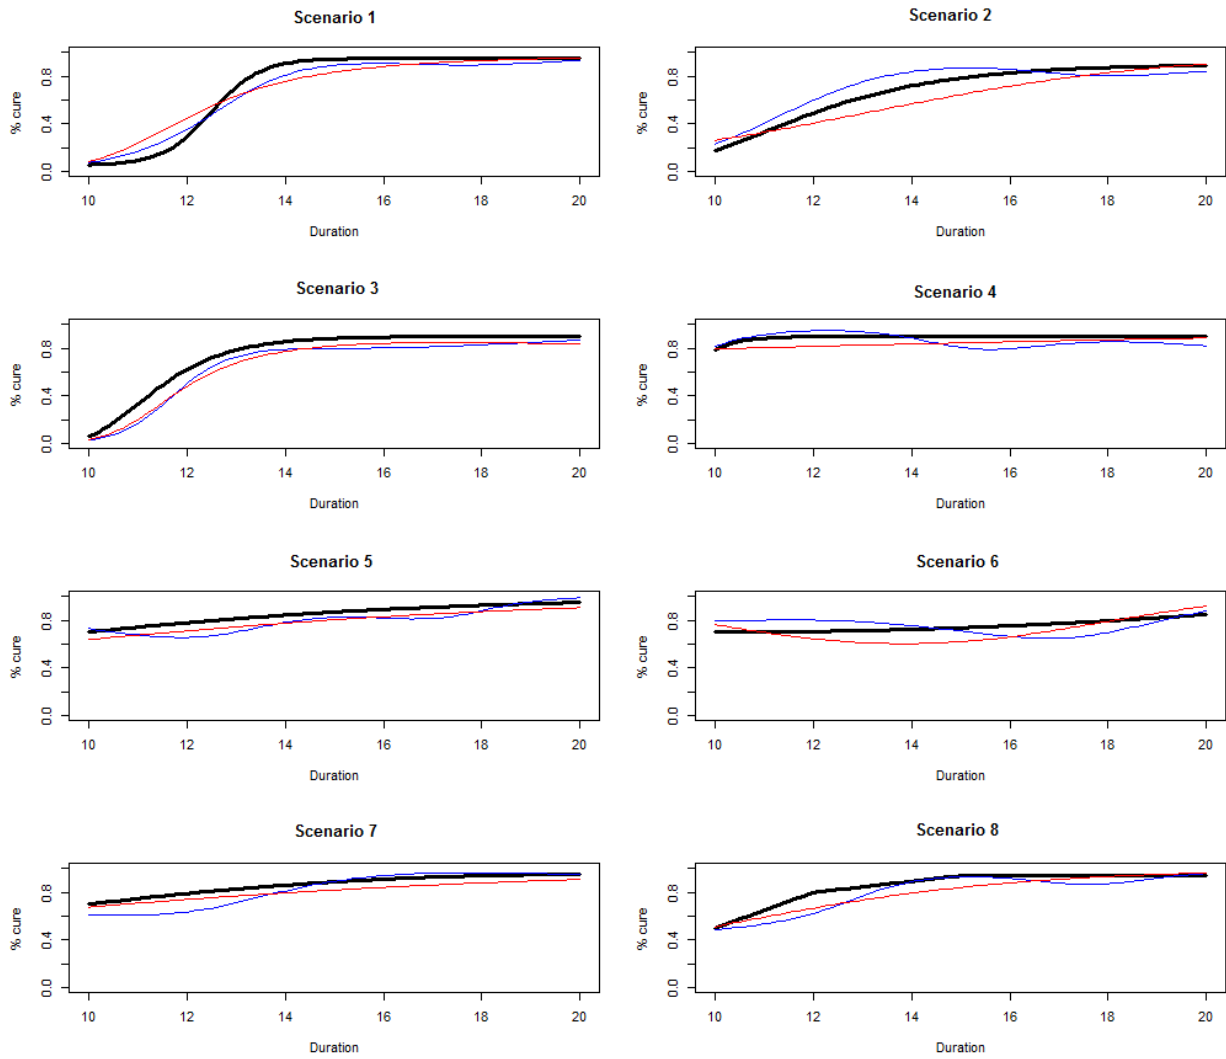 Scenario 1
% cure
0.0 0.4 0.8
10 12 14 16 18 20
Duration
Scenario 2
% cure
0.0 0.4 0.8
10 12 14 16 18 20
Duration
Scenario 3
% cure
0.0 0.4 0.8
10 12 14 16 18 20
Duration
Scenario 4
% cure
0.0 0.4 0.8
10 12 14 16 18 20
Duration
Scenario 5
% cure
0.0 0.4 0.8
10 12 14 16 18 20
Duration
Scenario 6
% cure
0.0 0.4 0.8
10 12 14 16 18 20
Duration
Scenario 7
% cure
0.0 0.4 0.8
10 12 14 16 18 20
Duration
Scenario 8
% cure
0.0 0.4 0.8
10 12 14 16 18 20
Duration